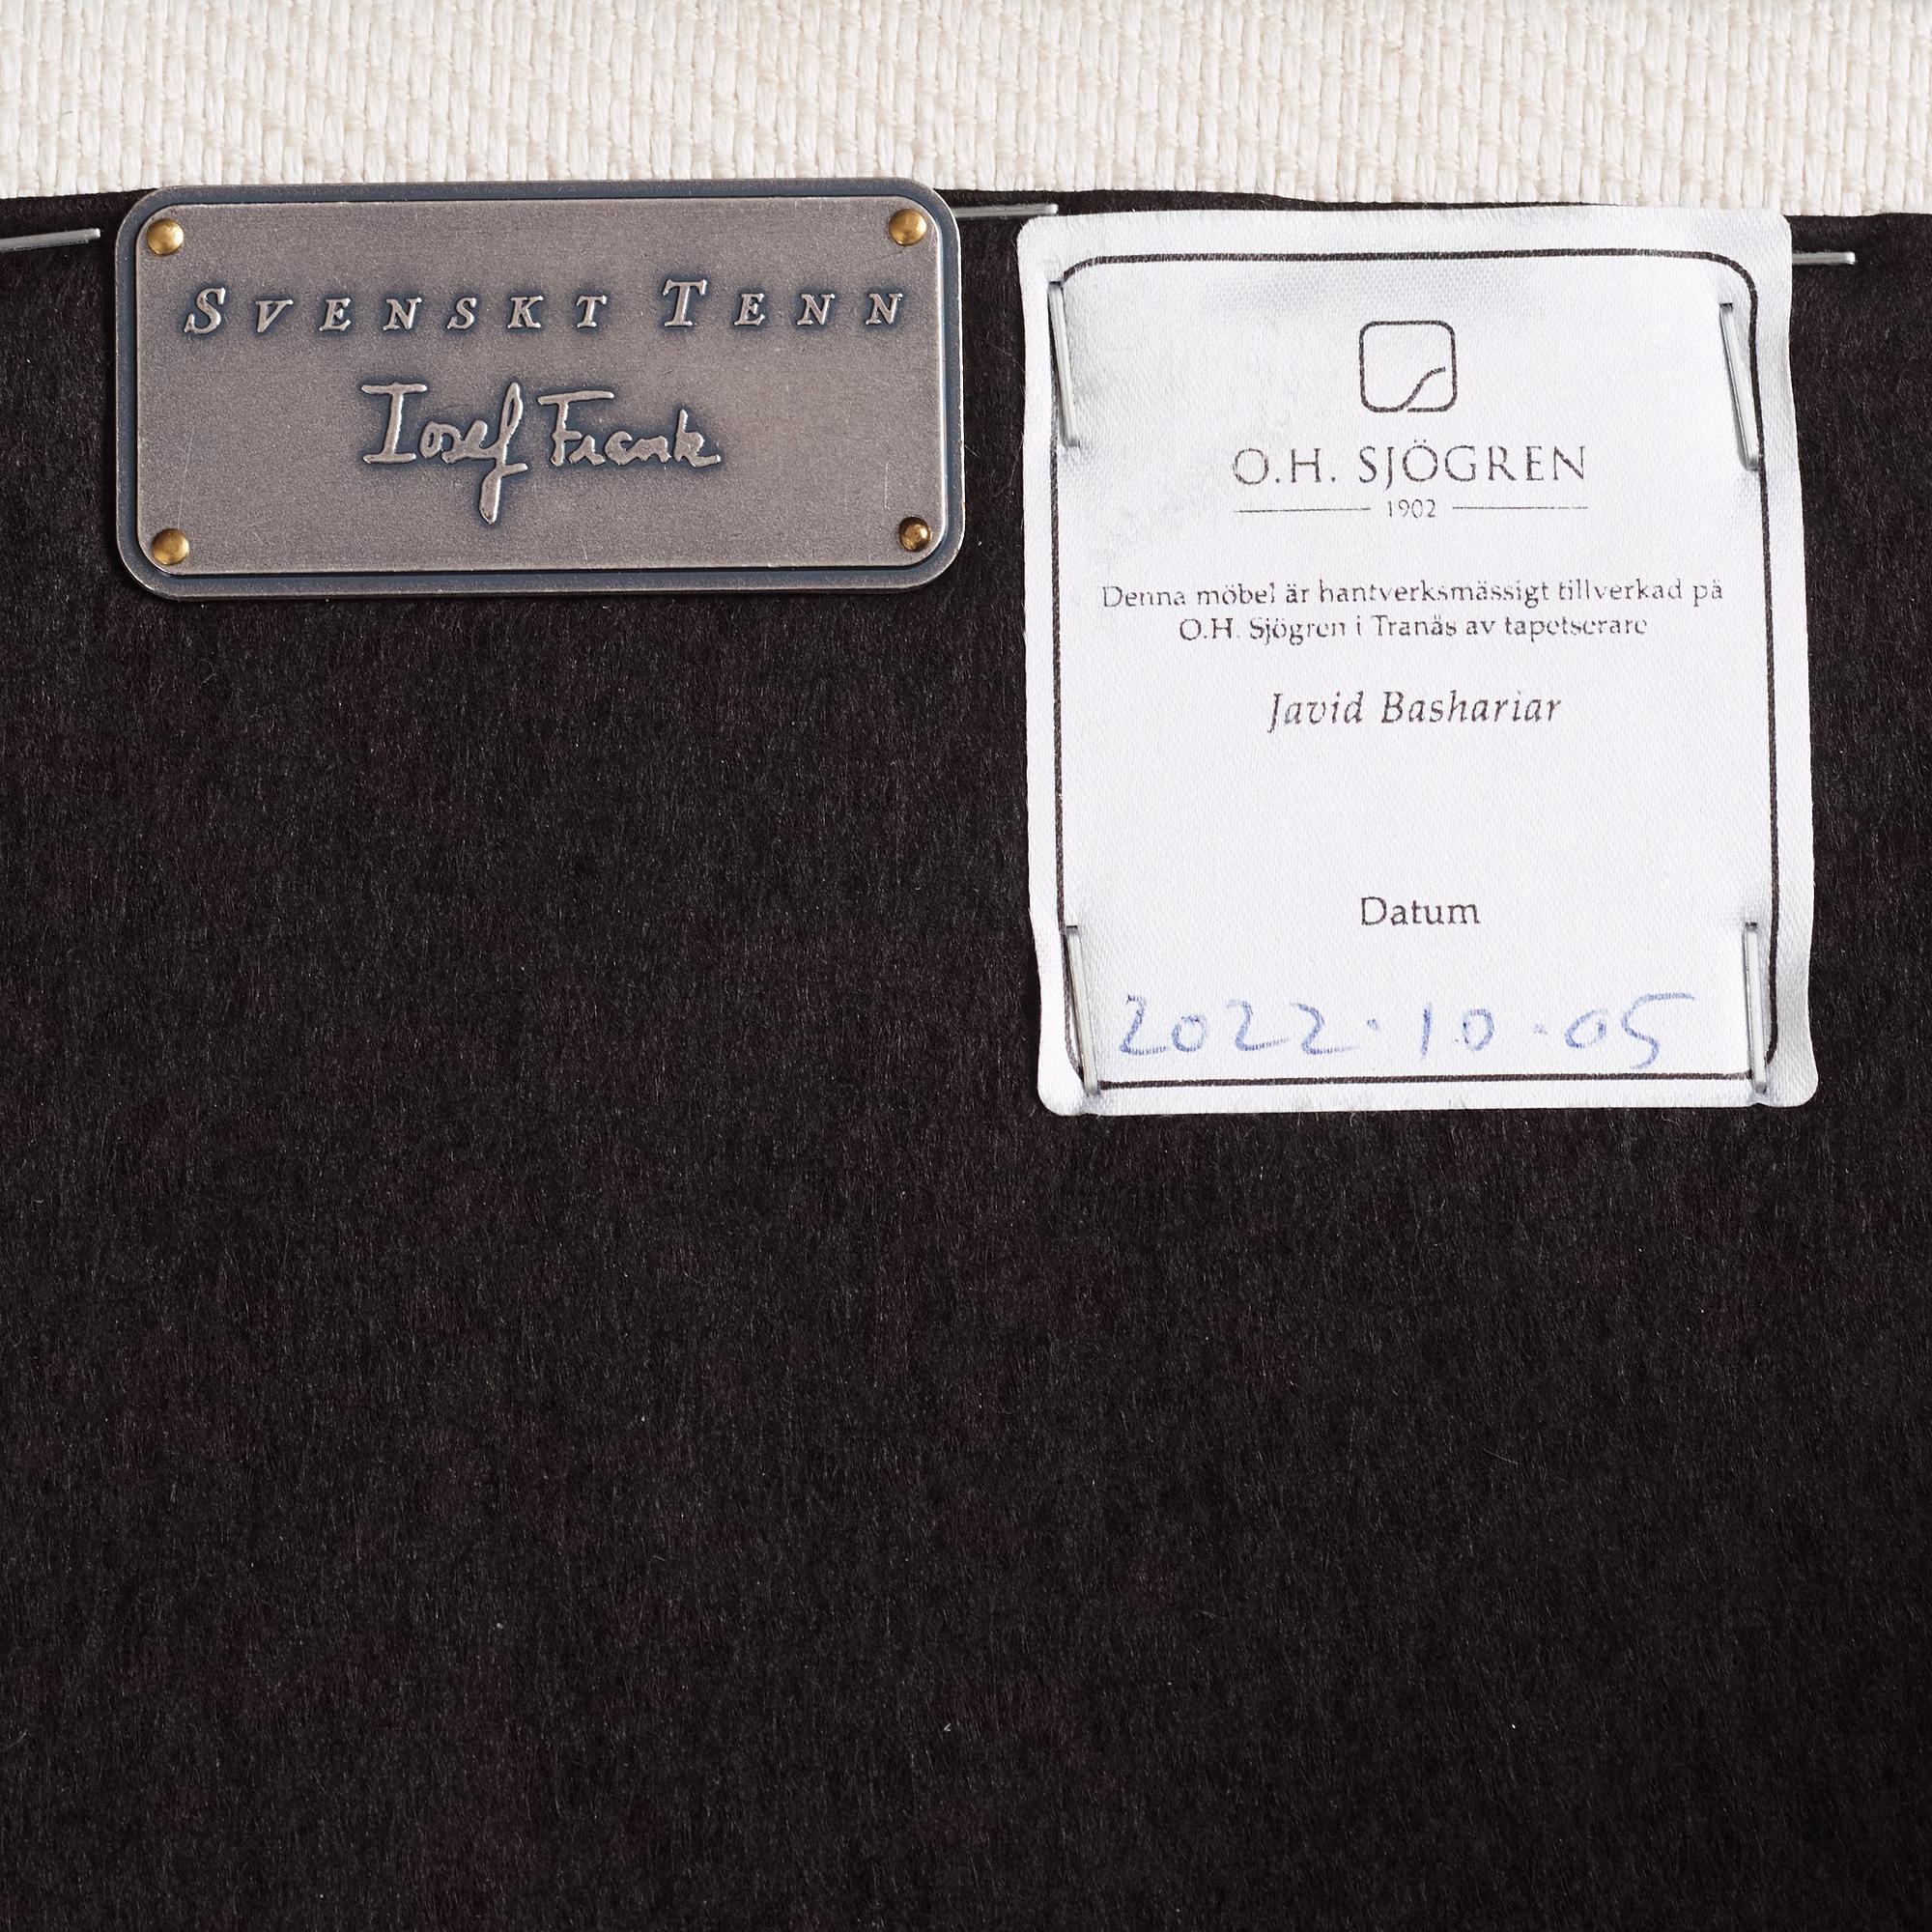 SVENSKT TENN
Josef Frank
O.H. SJÖGREN
1902
Denna möbel är hantverksmässigt tillverkad på
O.H. Sjögren i Tranås av tapetserare
Javid Bashariar
Datum
2022-10-05